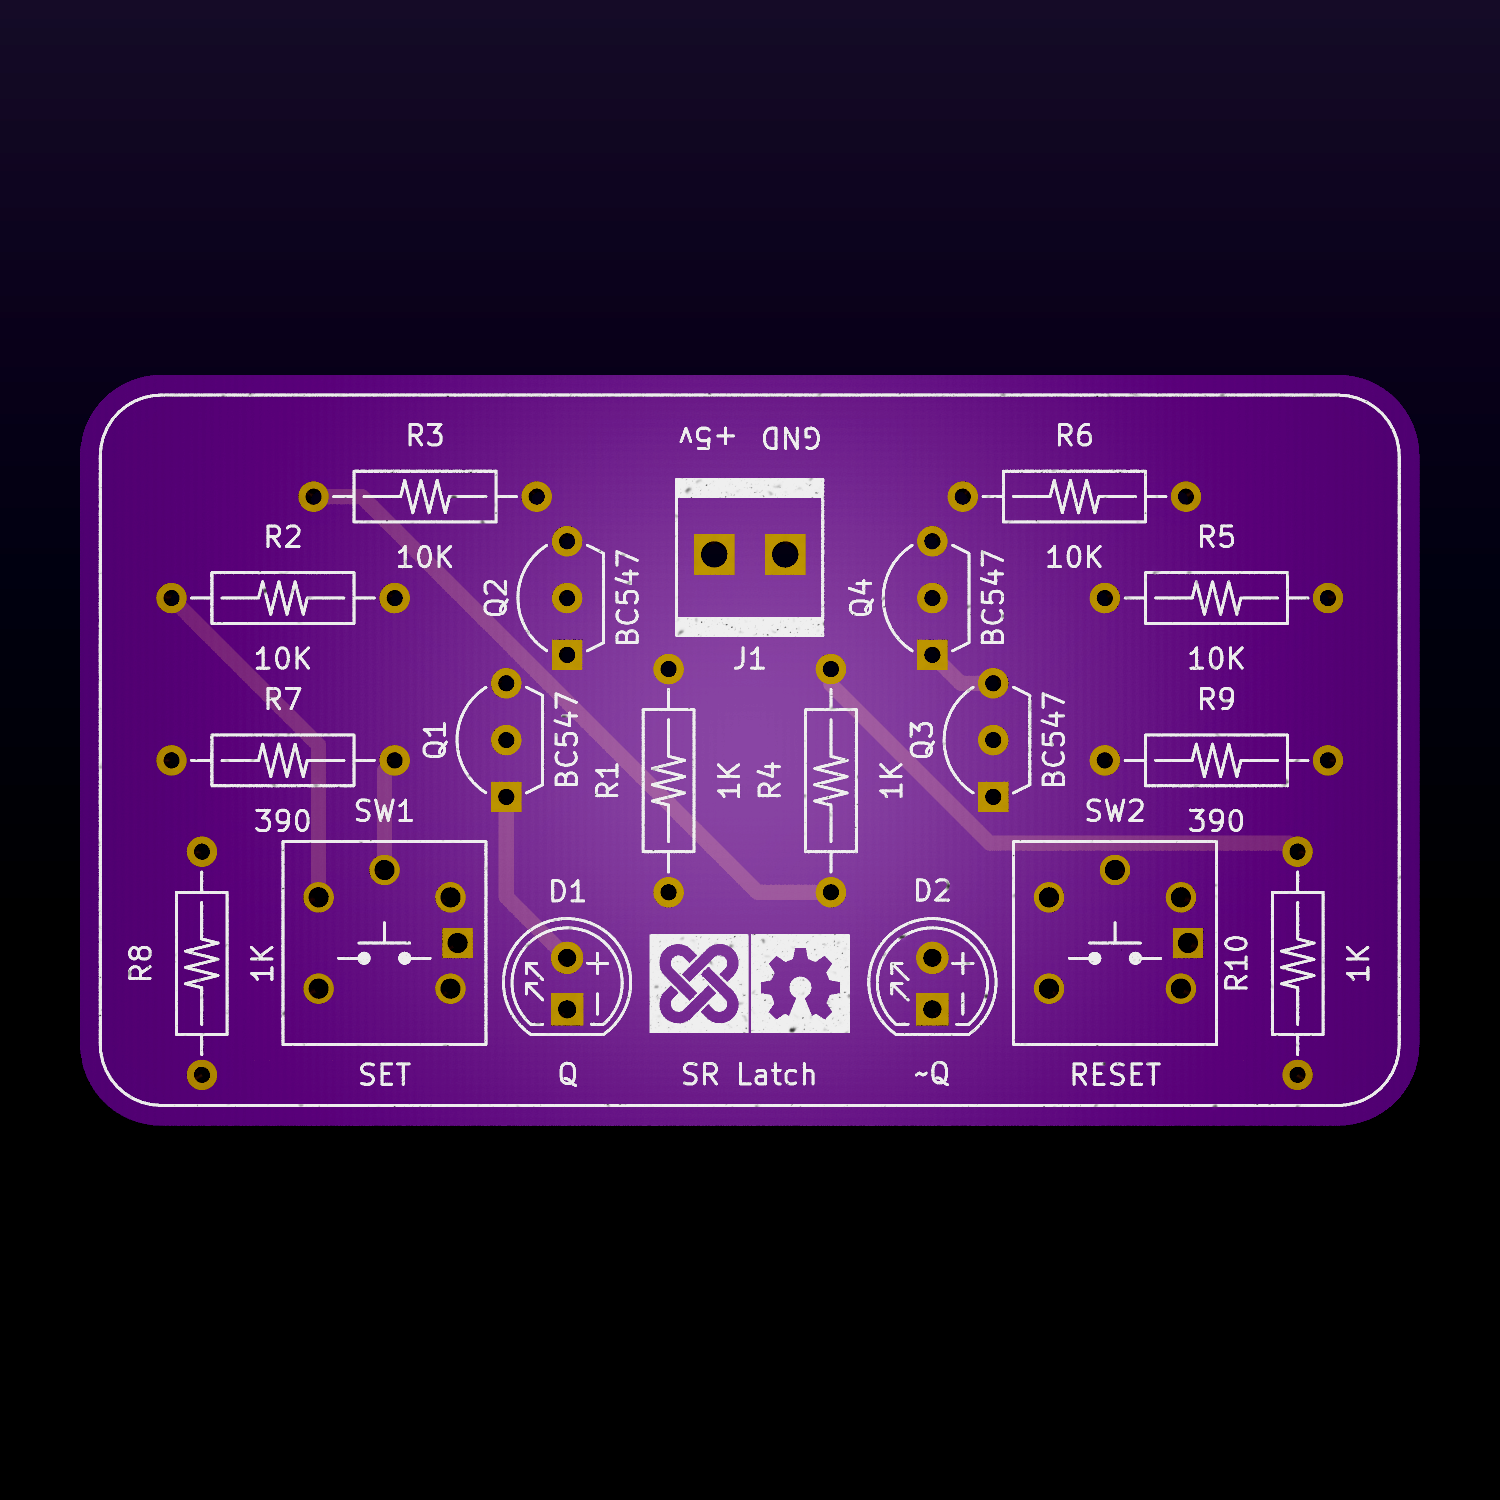 R3
+5v GND
R6
R2
10K
10K
R5
Q2
BC547
Q4
BC547
10K
J1
10K
R7
R9
Q1
BC547
R1
1K
R4
1K
Q3
BC547
390
SW1
SW2
390
D1
D2
R8
1K
R10
1K
SET
Q
SR Latch
~Q
RESET